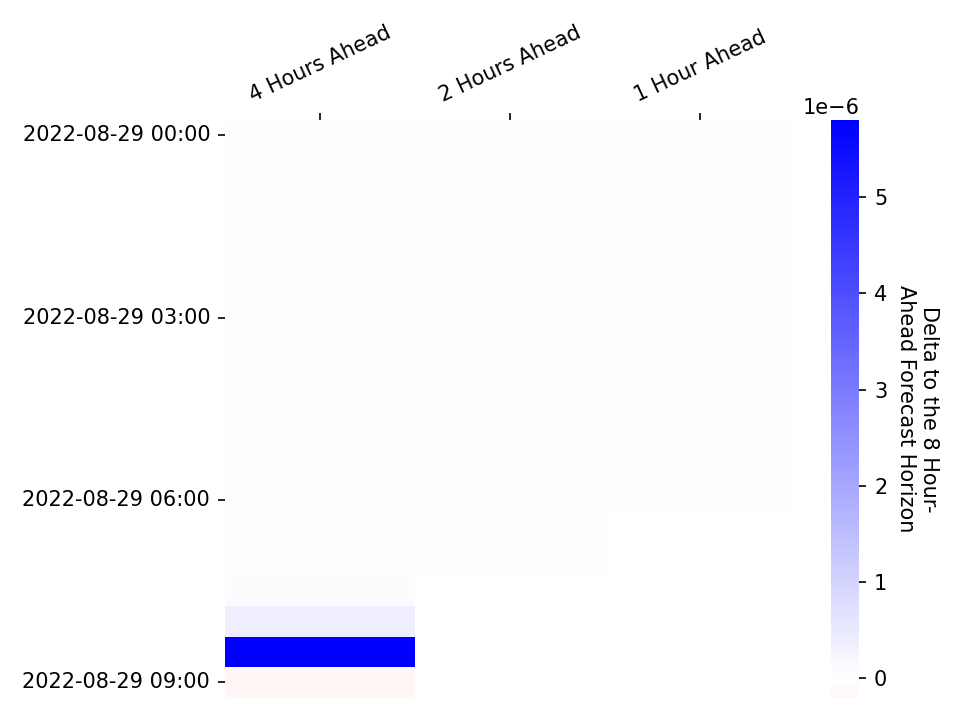 4 Hours Ahead
2 Hours Ahead
1 Hour Ahead
1e−6
2022-08-29 00:00
2022-08-29 03:00
2022-08-29 06:00
2022-08-29 09:00
5
4
3
2
1
0
Delta to the 8 Hour-
Ahead Forecast Horizon